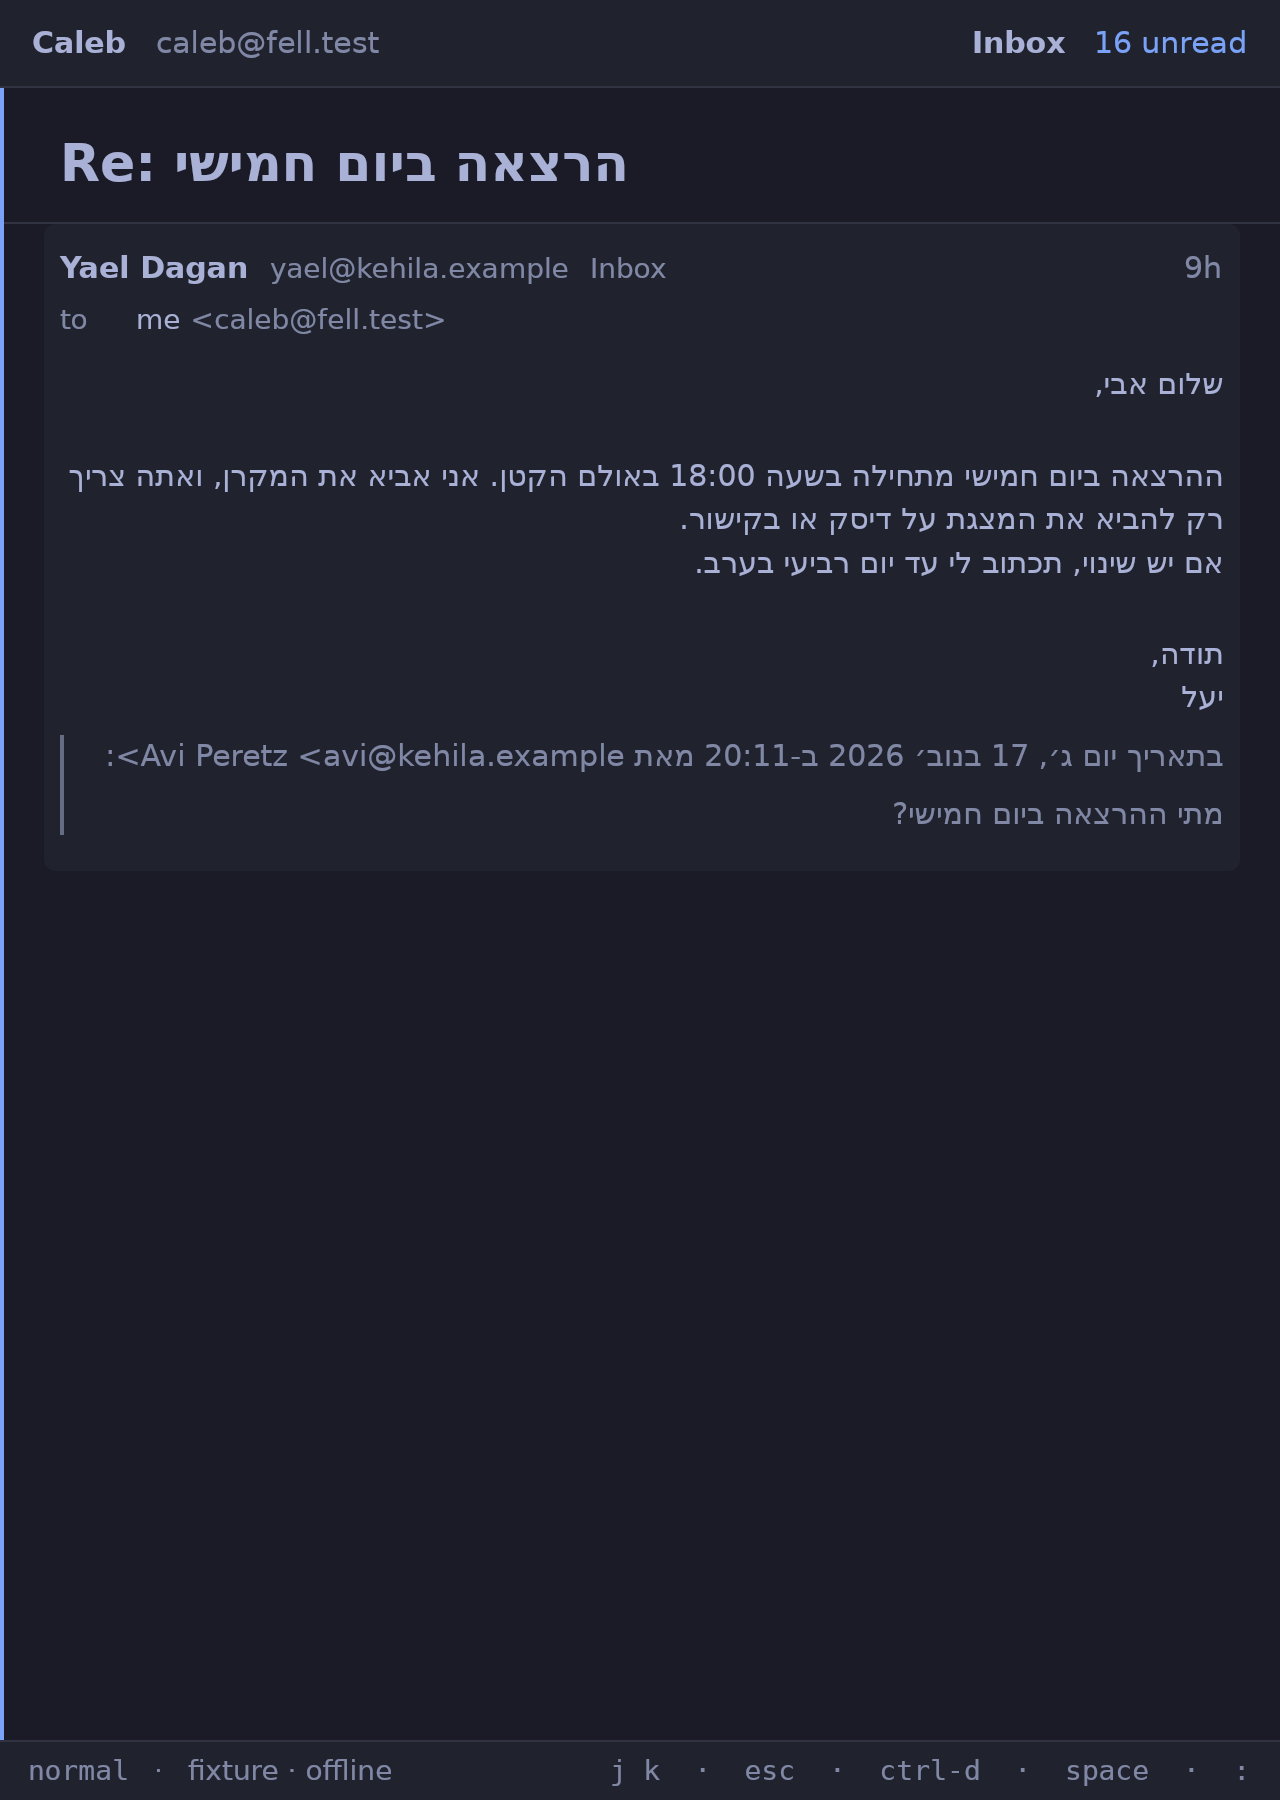 Caleb caleb@fell.test Inbox 16 unread
Re: הרצאה ביום חמישי
Yael Dagan yael@kehila.example Inbox 9h
to me <caleb@fell.test>
שלום אבי,
ההרצאה ביום חמישי מתחילה בשעה 18:00 באולם הקטן. אני אביא את המקרן, ואתה צריך
רק להביא את המצגת על דיסק או בקישור.
אם יש שינוי, תכתוב לי עד יום רביעי בערב.
תודה,
יעל
בתאריך יום ג׳, 17 בנוב׳ 2026 ב-20:11 מאת Avi Peretz <avi@kehila.example>:
מתי ההרצאה ביום חמישי?
normal · fixture · offline j k · esc · ctrl-d · space · :